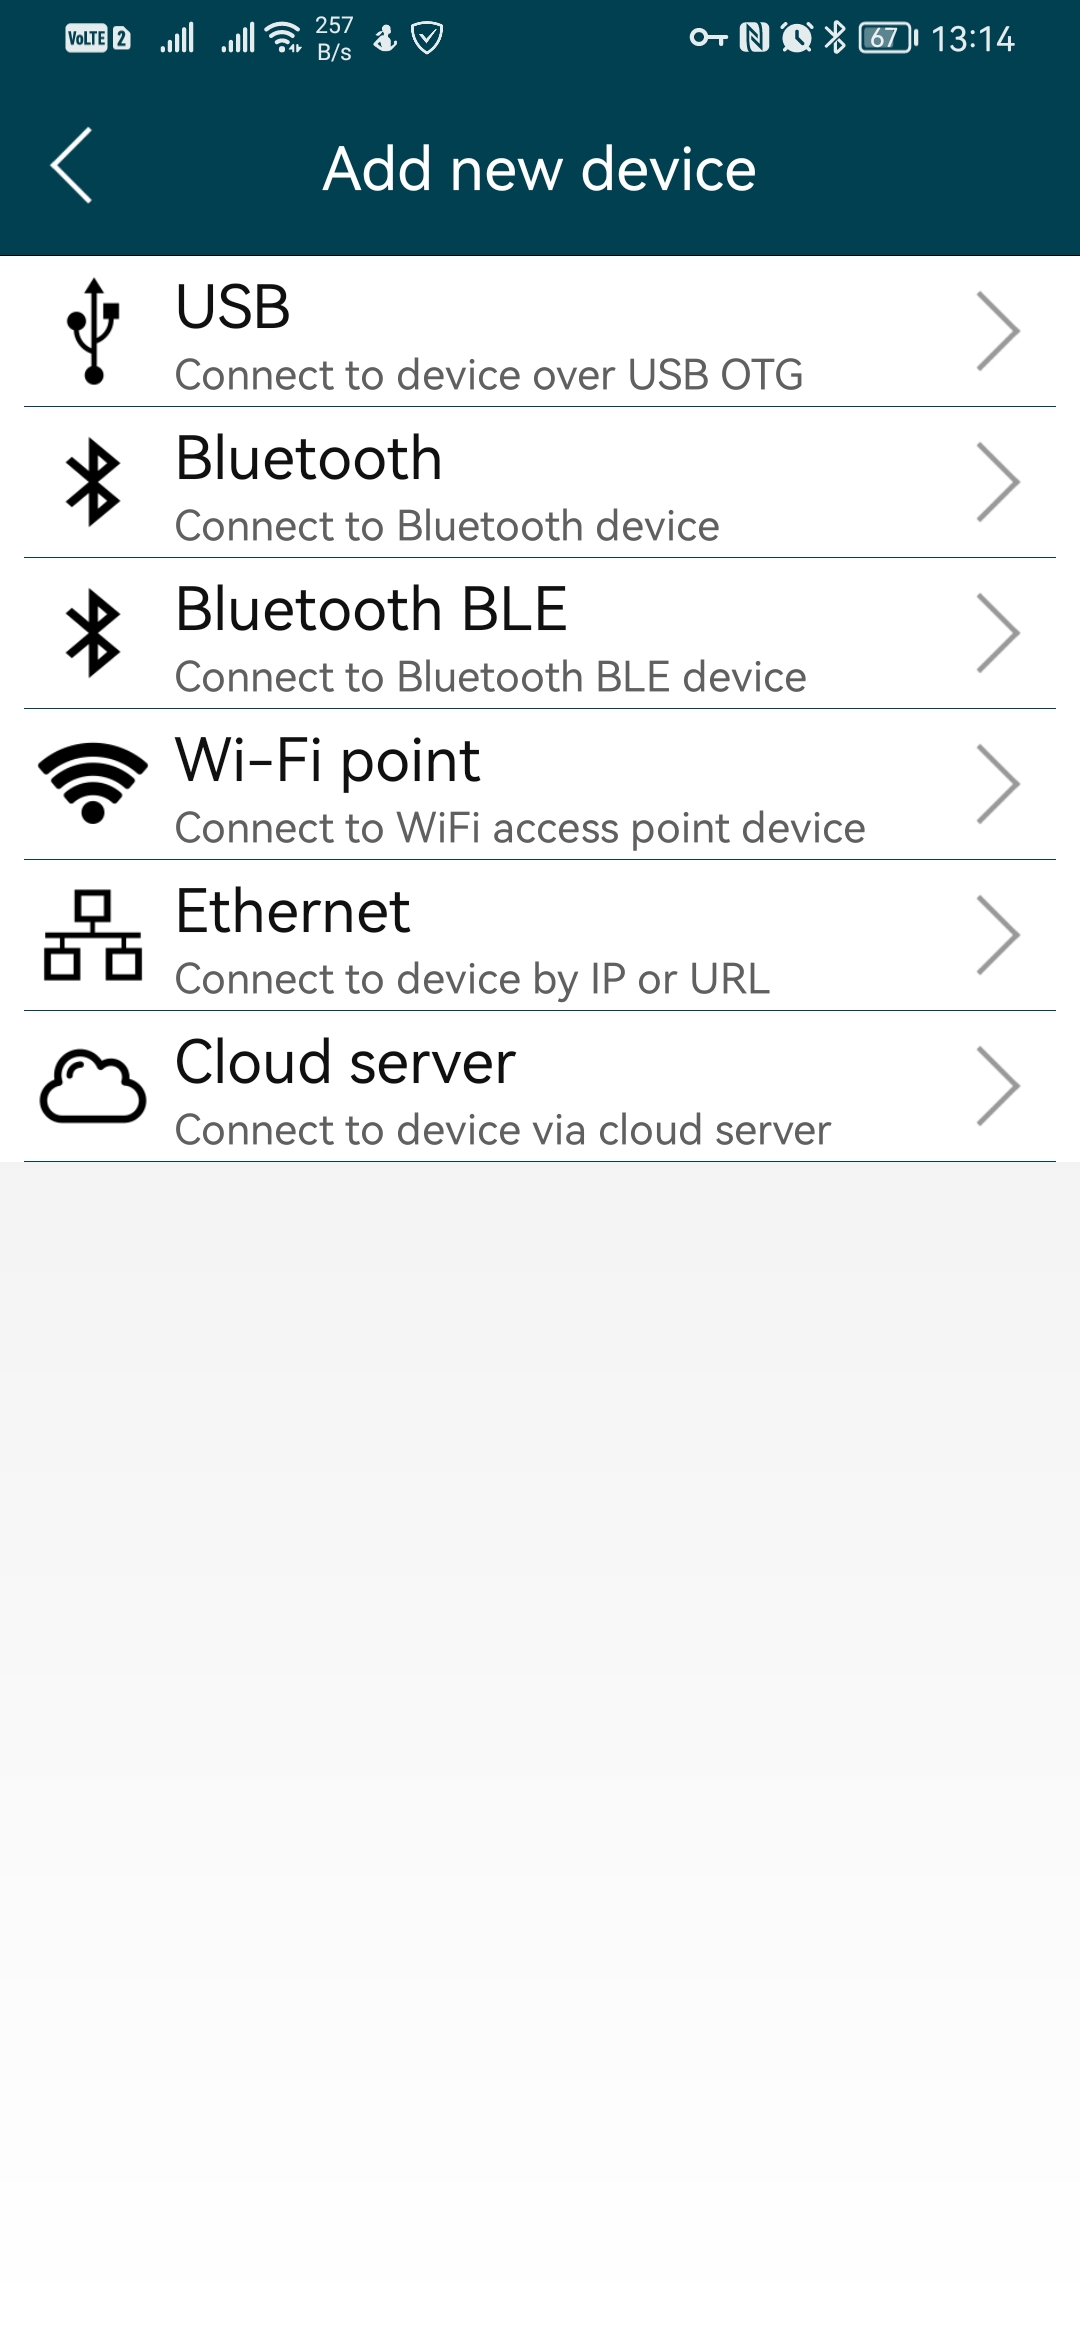 VoLTE 2 257 B/s 67 13:14
Add new device
USB
Connect to device over USB OTG
Bluetooth
Connect to Bluetooth device
Bluetooth BLE
Connect to Bluetooth BLE device
Wi-Fi point
Connect to WiFi access point device
Ethernet
Connect to device by IP or URL
Cloud server
Connect to device via cloud server